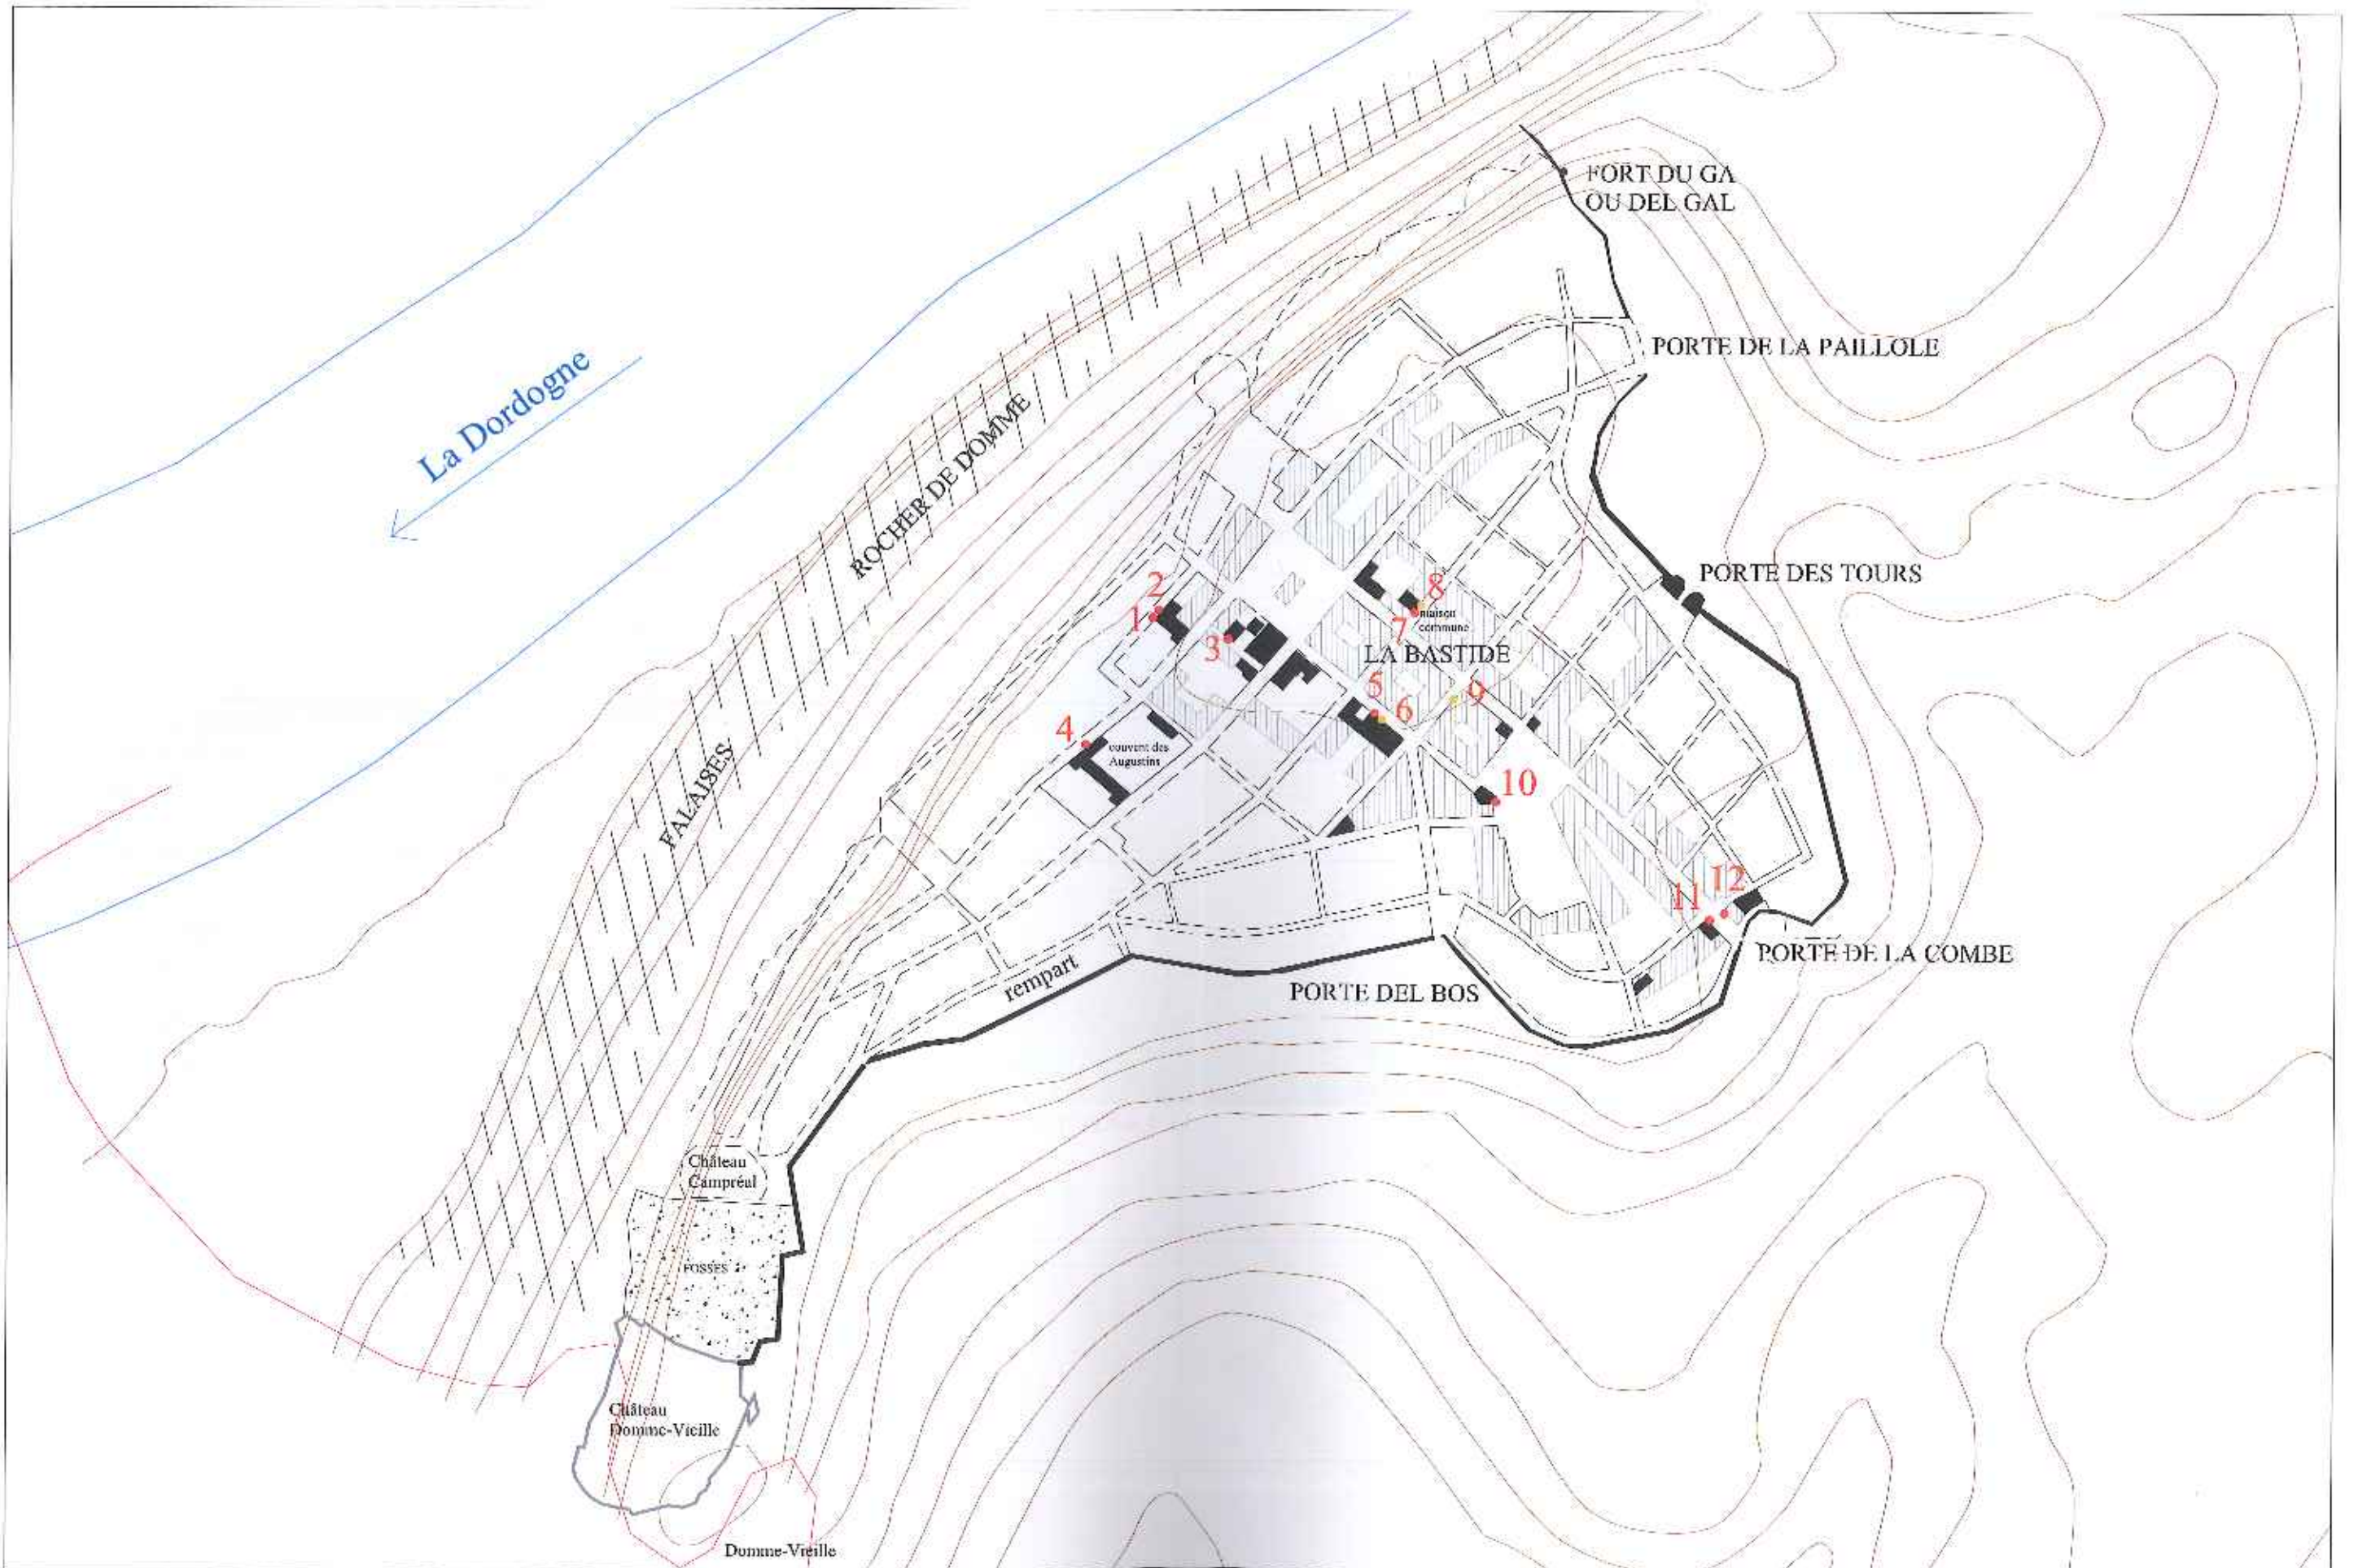 FORT DU GA
OU DEL GAL
PORTE DE LA PAILLOLE
La Dordogne
ROCHER DE DOMME
PORTE DES TOURS
2
1
3
8
maison
commune
7
LA BASTIDE
5
6
9
4
couvent des
Augustins
FALAISES
10
12
11
PORTE DE LA COMBE
rempart
PORTE DEL BOS
Château
Campréal
FOSSES
Château
Domme-Vieille
Domme-Vieille